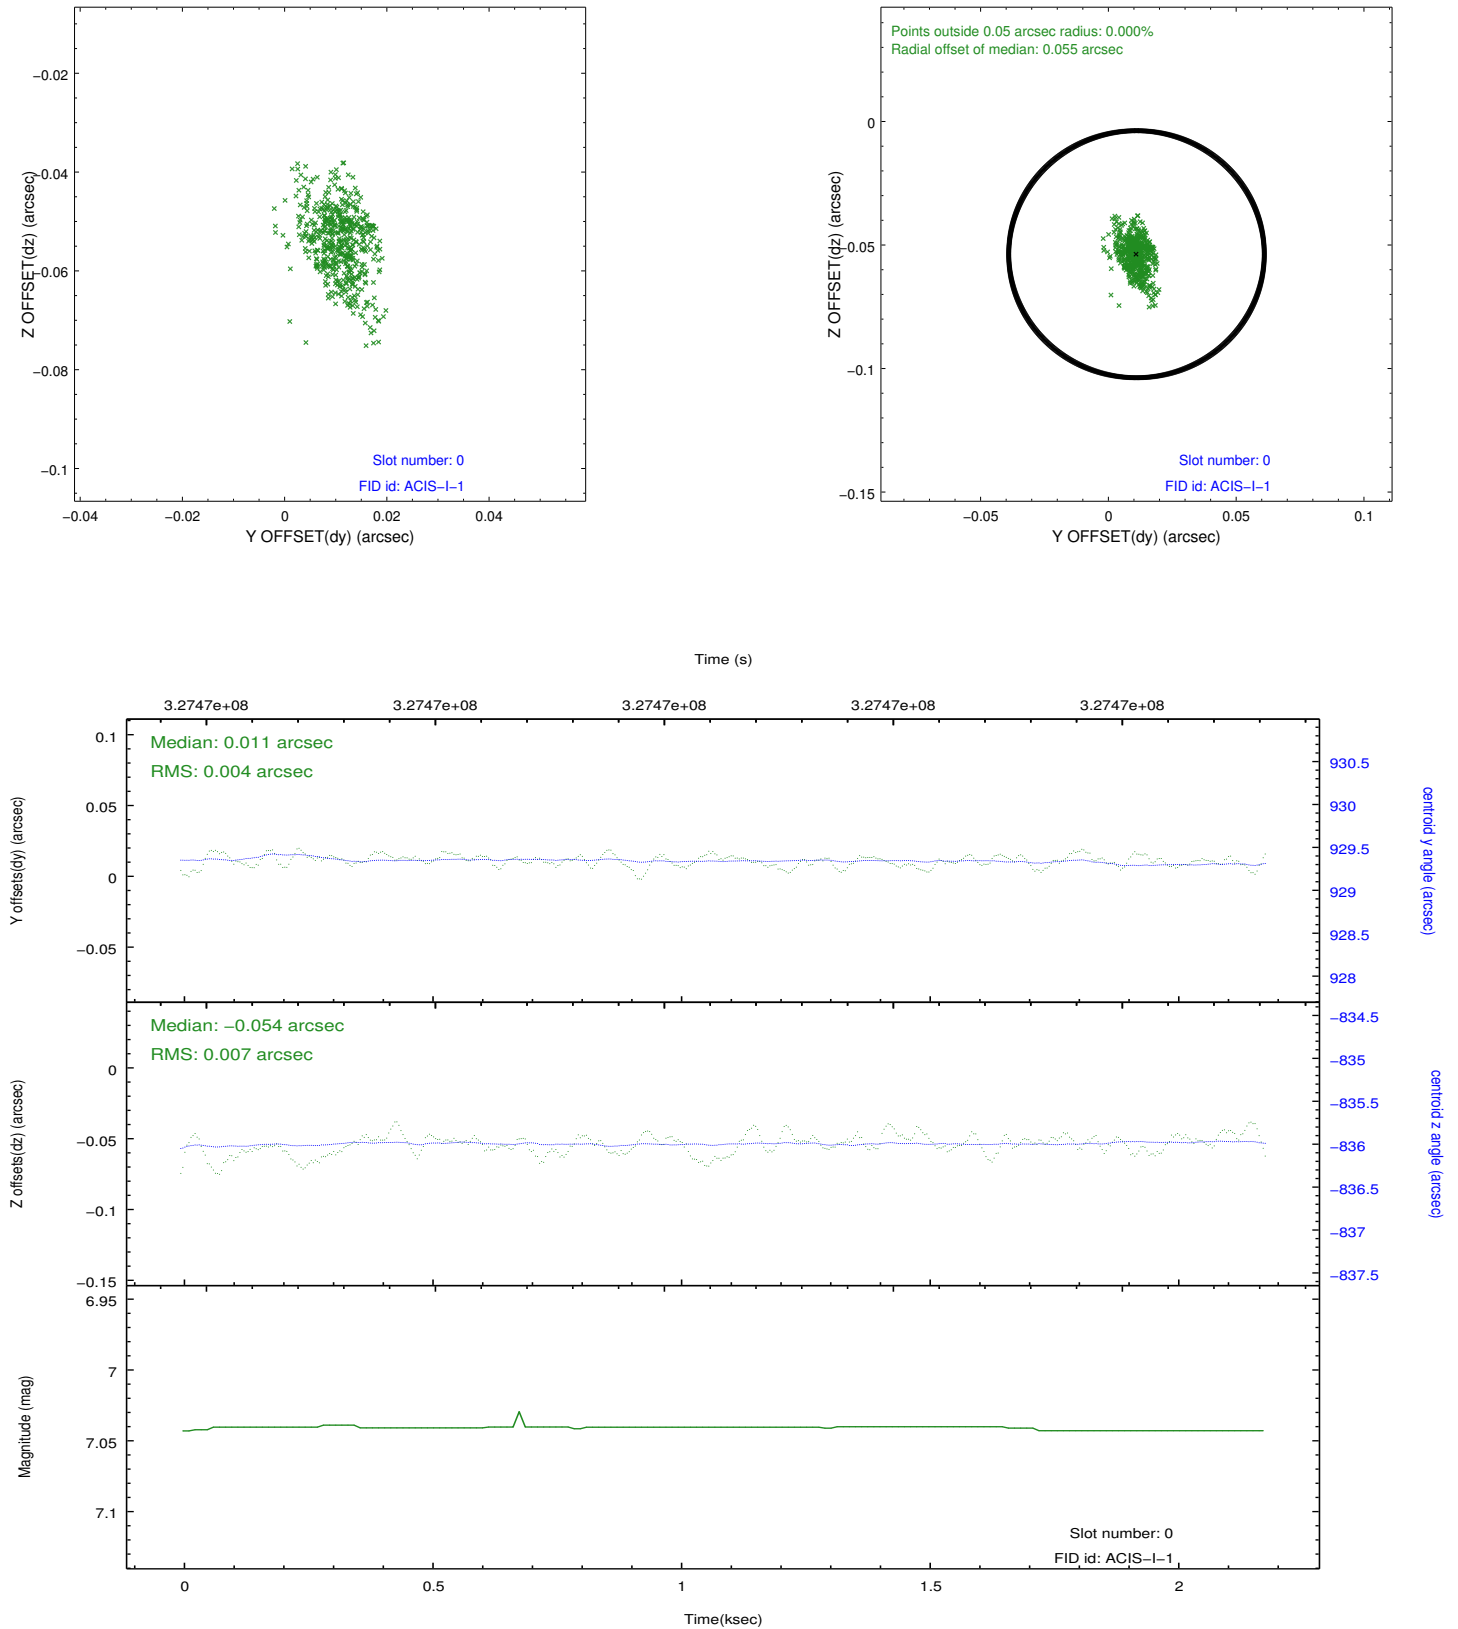 −0.02
−0.04
−0.06
−0.08
−0.1
Z OFFSET(dz) (arcsec)
Slot number: 0
FID id: ACIS−I−1
−0.04 −0.02 0 0.02 0.04
Y OFFSET(dy) (arcsec)
Points outside 0.05 arcsec radius: 0.000%
Radial offset of median: 0.055 arcsec
0
−0.05
−0.1
−0.15
Z OFFSET(dz) (arcsec)
Slot number: 0
FID id: ACIS−I−1
−0.05 0 0.05 0.1
Y OFFSET(dy) (arcsec)
Time (s)
3.2747e+08 3.2747e+08 3.2747e+08 3.2747e+08 3.2747e+08
Median: 0.011 arcsec
RMS: 0.004 arcsec
0.1
0.05
0
−0.05
Y offsets(dy) (arcsec)
930.5
930
929.5
929
928.5
928
centroid y angle (arcsec)
Median: −0.054 arcsec
RMS: 0.007 arcsec
0
−0.05
−0.1
−0.15
Z offsets(dz) (arcsec)
−834.5
−835
−835.5
−836
−836.5
−837
−837.5
centroid z angle (arcsec)
6.95
7
7.05
7.1
Magnitude (mag)
Slot number: 0
FID id: ACIS−I−1
0 0.5 1 1.5 2
Time(ksec)